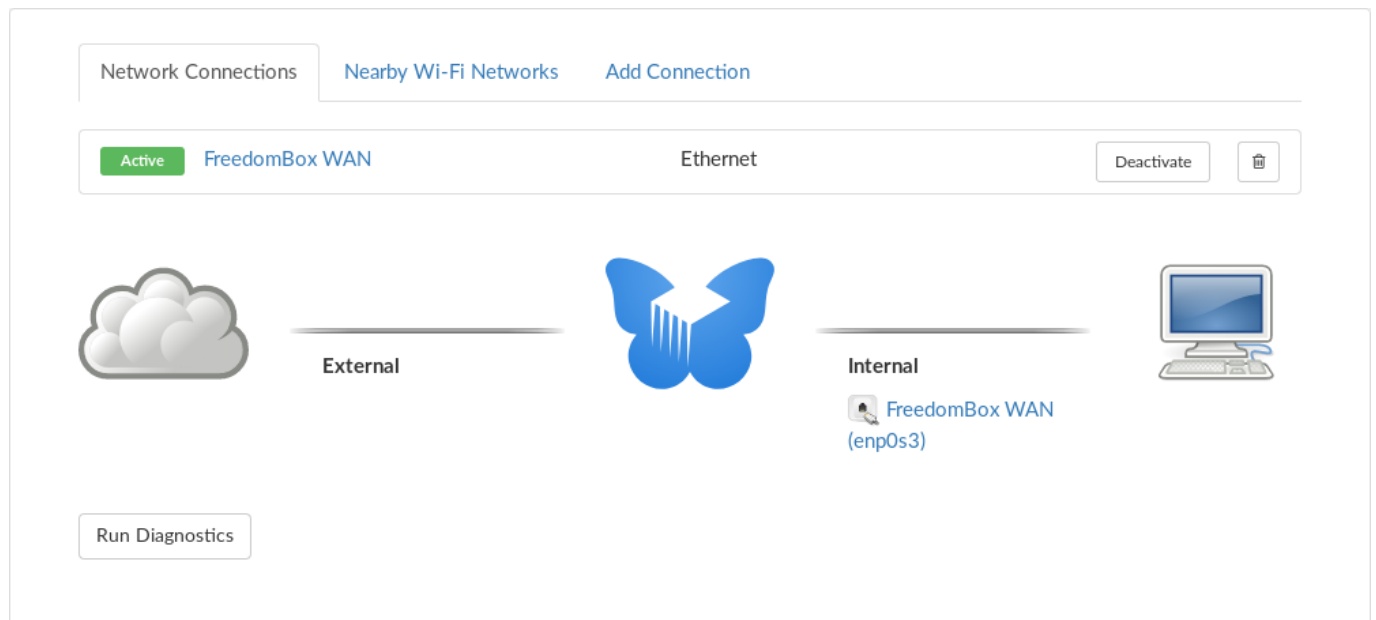 Network Connections Nearby Wi-Fi Networks Add Connection
Active FreedomBox WAN Ethernet Deactivate
External
Internal
FreedomBox WAN
(enp0s3)
Run Diagnostics